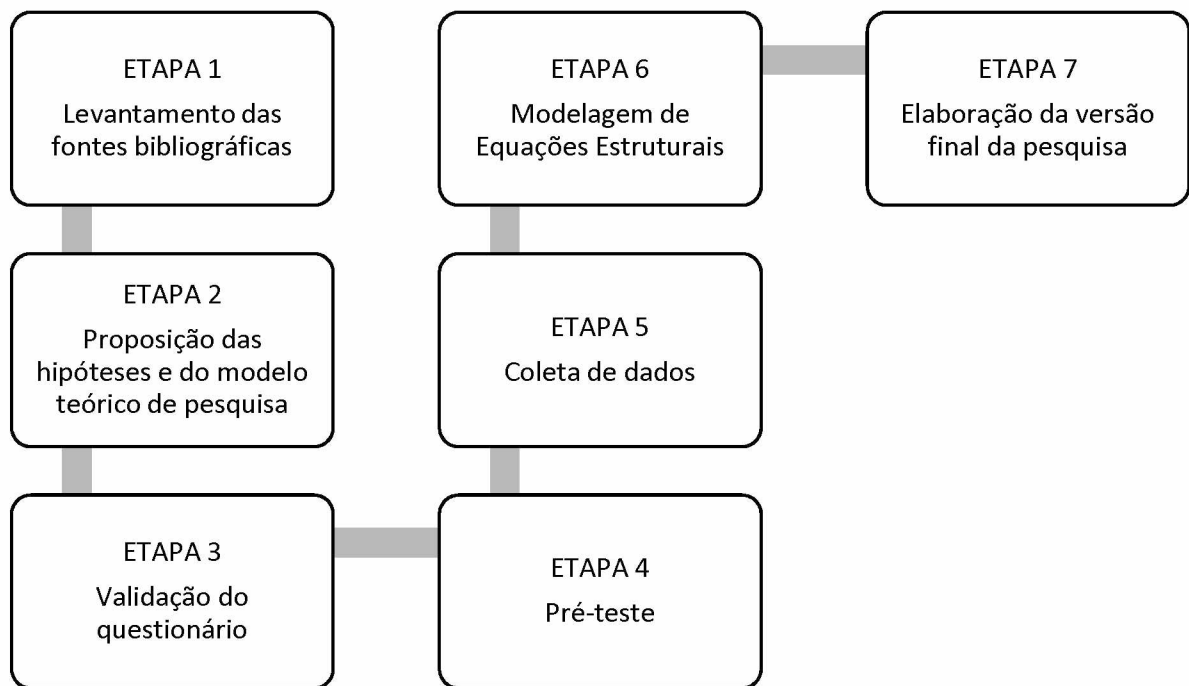 ETAPA 1
Levantamento das
fontes bibliográficas
ETAPA 2
Proposição das
hipóteses e do modelo
teórico de pesquisa
ETAPA 3
Validação do
questionário
ETAPA 4
Pré-teste
ETAPA 5
Coleta de dados
ETAPA 6
Modelagem de
Equações Estruturais
ETAPA 7
Elaboração da versão
final da pesquisa